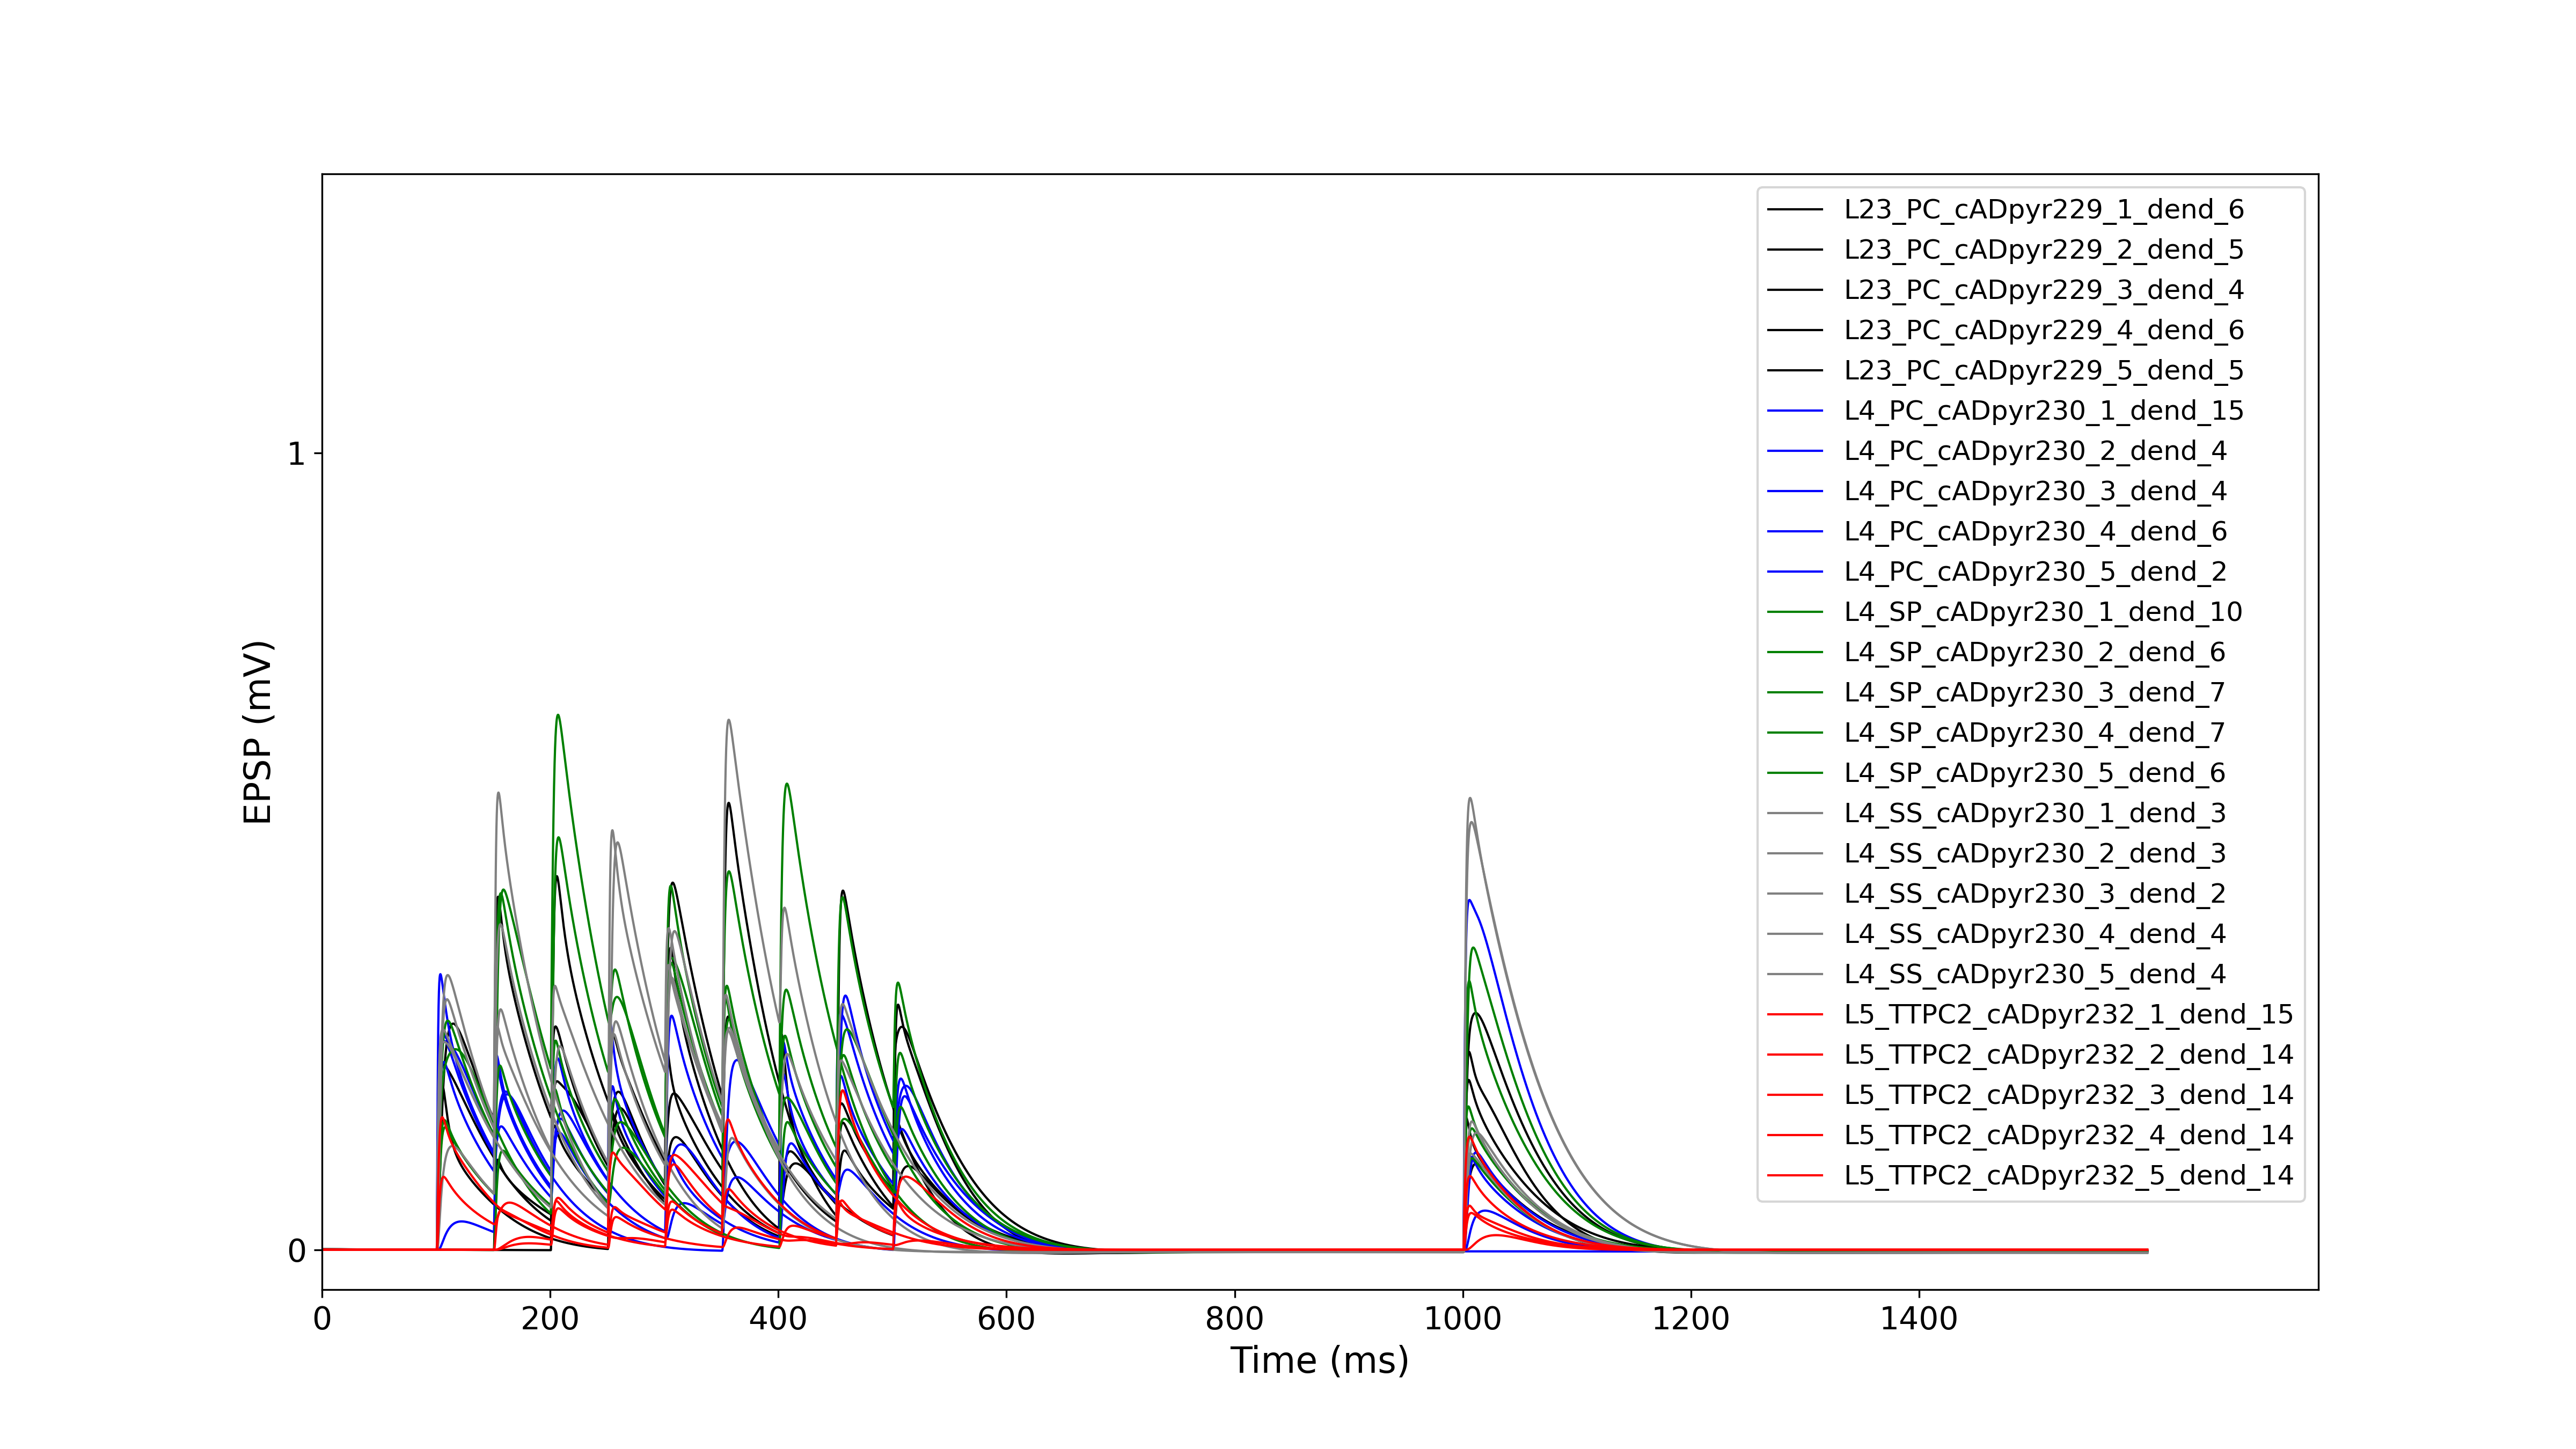 L23_PC_cADpyr229_1_dend_6
L23_PC_cADpyr229_2_dend_5
L23_PC_cADpyr229_3_dend_4
L23_PC_cADpyr229_4_dend_6
L23_PC_cADpyr229_5_dend_5
L4_PC_cADpyr230_1_dend_15
L4_PC_cADpyr230_2_dend_4
L4_PC_cADpyr230_3_dend_4
L4_PC_cADpyr230_4_dend_6
L4_PC_cADpyr230_5_dend_2
L4_SP_cADpyr230_1_dend_10
L4_SP_cADpyr230_2_dend_6
L4_SP_cADpyr230_3_dend_7
L4_SP_cADpyr230_4_dend_7
L4_SP_cADpyr230_5_dend_6
L4_SS_cADpyr230_1_dend_3
L4_SS_cADpyr230_2_dend_3
L4_SS_cADpyr230_3_dend_2
L4_SS_cADpyr230_4_dend_4
L4_SS_cADpyr230_5_dend_4
L5_TTPC2_cADpyr232_1_dend_15
L5_TTPC2_cADpyr232_2_dend_14
L5_TTPC2_cADpyr232_3_dend_14
L5_TTPC2_cADpyr232_4_dend_14
L5_TTPC2_cADpyr232_5_dend_14
1
0
EPSP (mV)
0 200 400 600 800 1000 1200 1400
Time (ms)